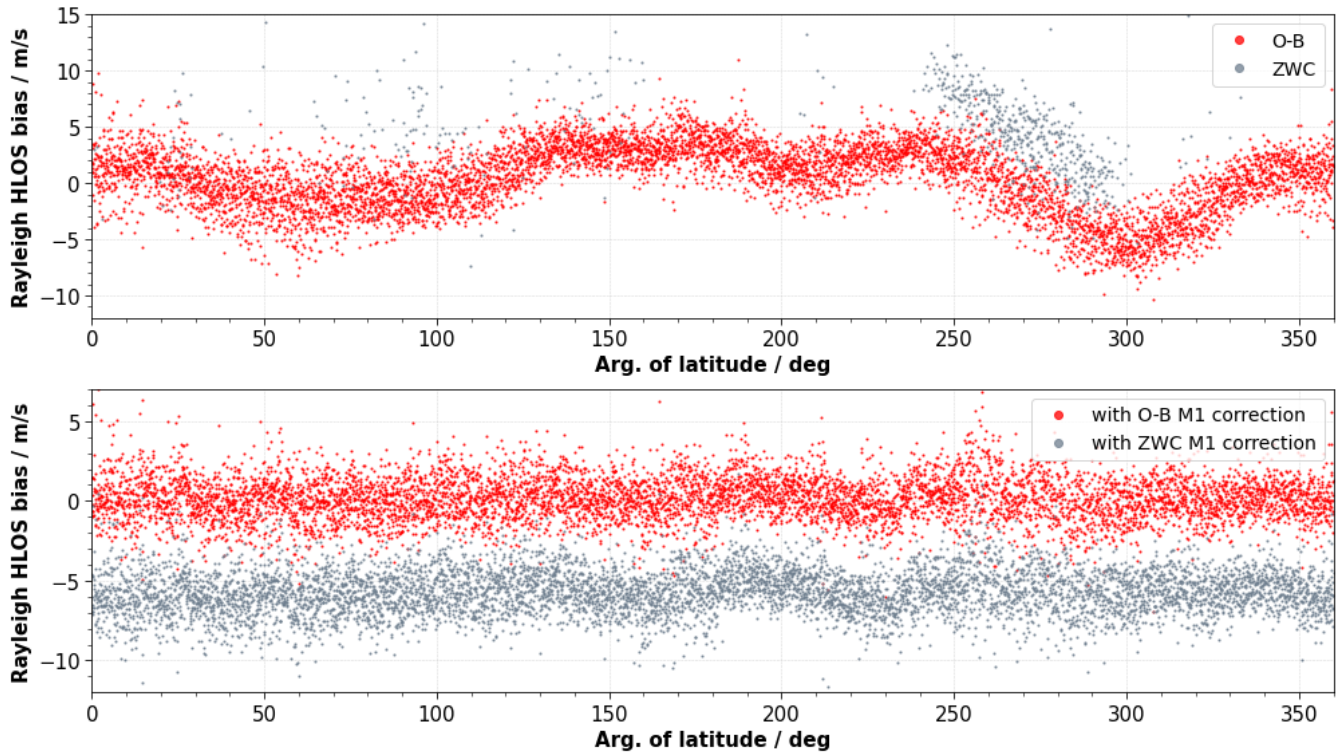 Rayleigh HLOS bias / m/s
15
10
5
0
−5
−10
O-B
ZWC
0 50 100 150 200 250 300 350
Arg. of latitude / deg
Rayleigh HLOS bias / m/s
5
0
−5
−10
with O-B M1 correction
with ZWC M1 correction
0 50 100 150 200 250 300 350
Arg. of latitude / deg